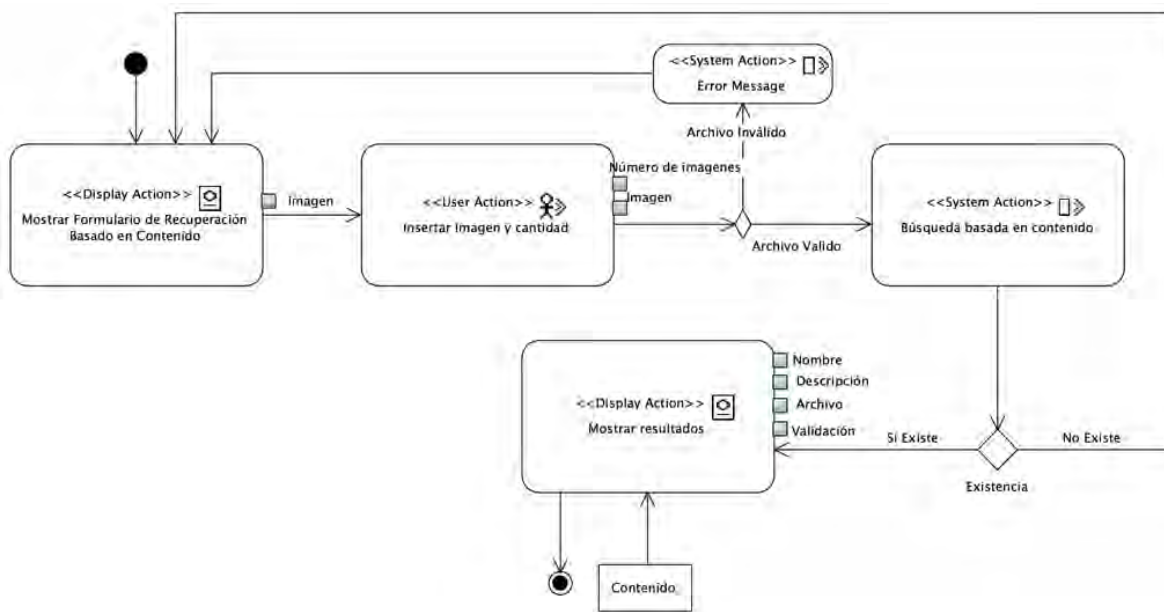 <<System Action>>
Error Message
Archivo Inválido
<<Display Action>>
Mostrar Formulario de Recuperación
Basado en Contenido
Imagen
<<User Action>>
Insertar Imagen y cantidad
Número de imagenes
Imagen
Archivo Valido
<<System Action>>
Búsqueda basada en contenido
<<Display Action>>
Mostrar resultados
Nombre
Descripción
Archivo
Validación
Si Existe
No Existe
Existencia
Contenido